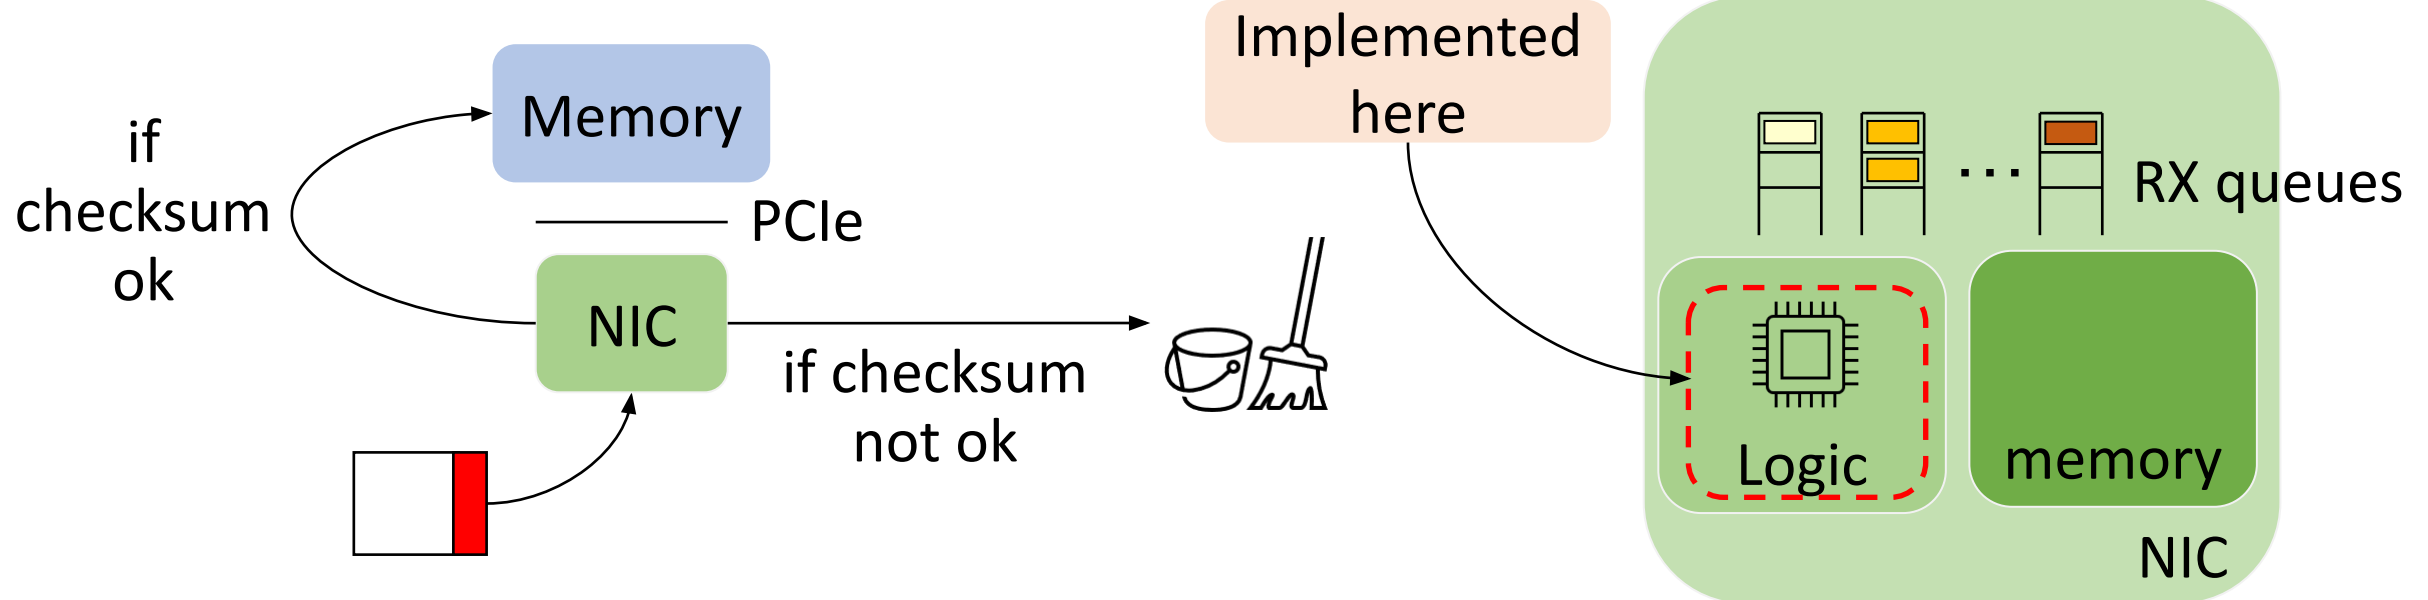 if
checksum
ok
Memory
PCIe
NIC
if checksum
not ok
Implemented
here
RX queues
Logic
memory
NIC